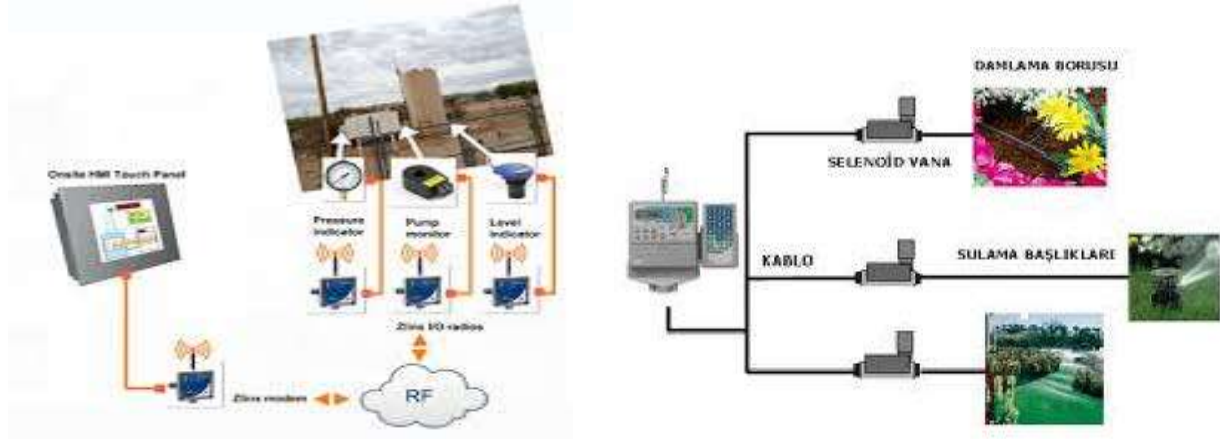 Onsite HMI Touch Panel
Pressure
indicator
Pump
monitor
Level
indicator
Zlinx I/O radios
Zlinx modem
RF
DAMLAMA BORUSU
SELENOİD VANA
KABLO
SULAMA BAŞLIKLARI